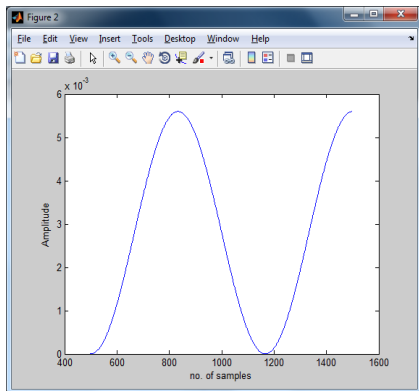 Figure 2
File Edit View Insert Tools Desktop Window Help
x 10⁻³
6
5
4
3
2
1
0
Amplitude
400 600 800 1000 1200 1400 1600
no. of samples